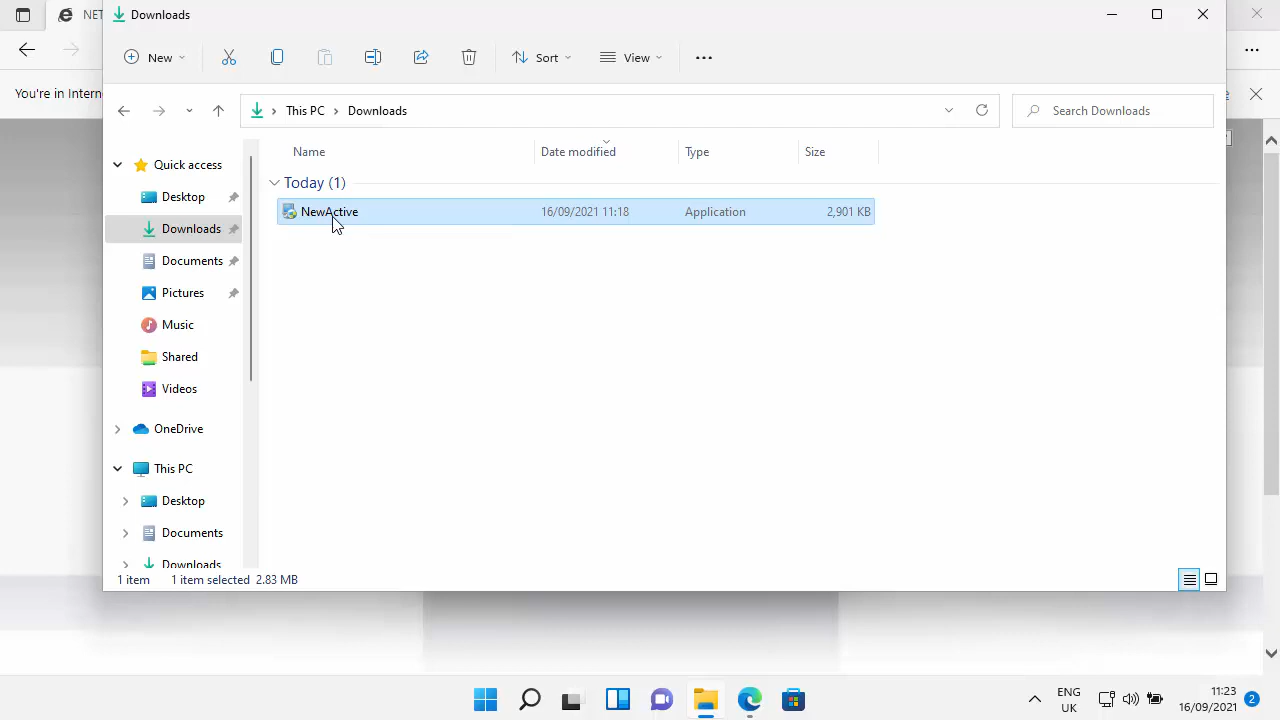 NET
Downloads
New
Sort
View
You're in Intern
This PC
Downloads
Search Downloads
Name
Date modified
Type
Size
Quick access
Today (1)
Desktop
NewActive 16/09/2021 11:18 Application 2,901 KB
Downloads
Documents
Pictures
Music
Shared
Videos
OneDrive
This PC
Desktop
Documents
Downloads
1 item 1 item selected 2.83 MB
ENG
UK
11:23
16/09/2021
2